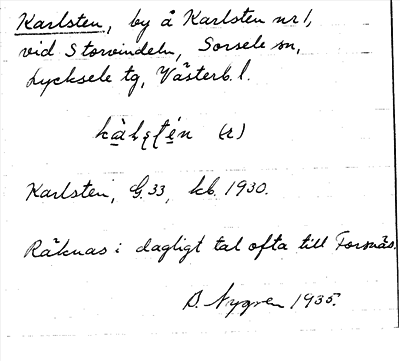 Karlsten, by å Karlsten nr 1,
vid Storvindeln, Sorsele sn,
Lycksele tg, Västerb. l.
(r)
Karlsten, G. 33, kb. 1930.
Räknas i dagligt tal ofta till Forsnäs.
D. Nygren 1935.